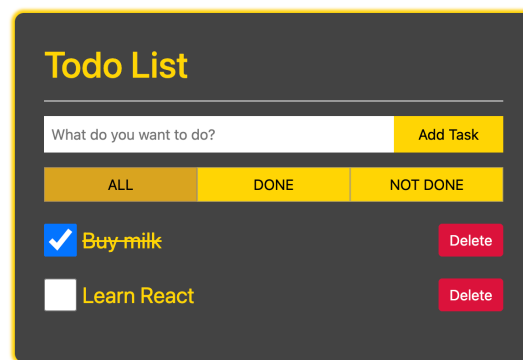 Todo List
What do you want to do? Add Task
ALL DONE NOT DONE
Buy milk Delete
Learn React Delete